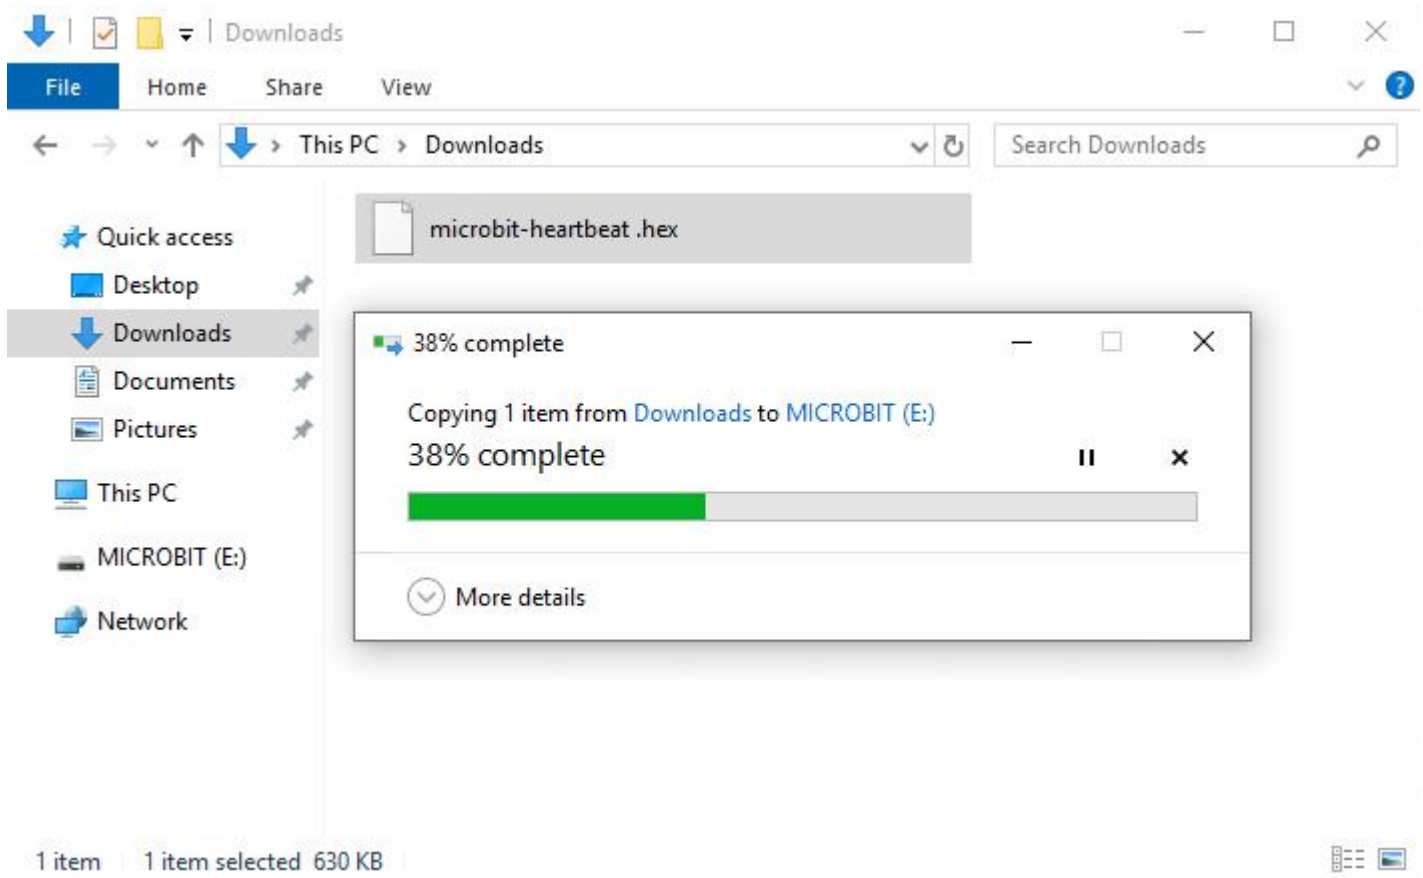 Downloads
File Home Share View
This PC > Downloads Search Downloads
Quick access
Desktop
Downloads
Documents
Pictures
This PC
MICROBIT (E:)
Network
microbit-heartbeat .hex
38% complete
Copying 1 item from Downloads to MICROBIT (E:)
38% complete
More details
1 item 1 item selected 630 KB